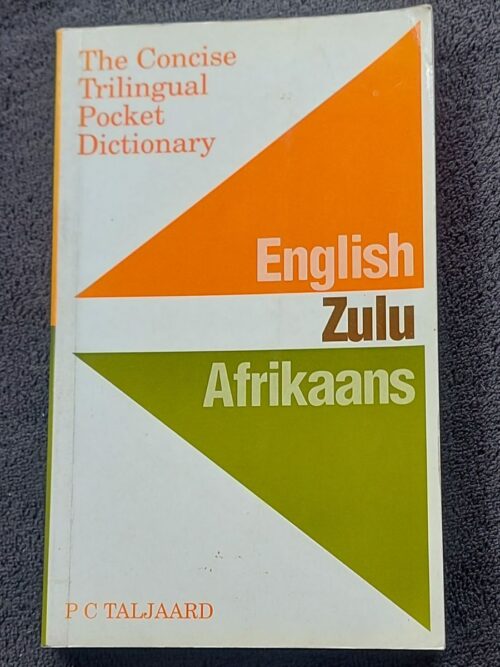 The Concise
Trilingual
Pocket
Dictionary
English
Zulu
Afrikaans
P C TALJAARD